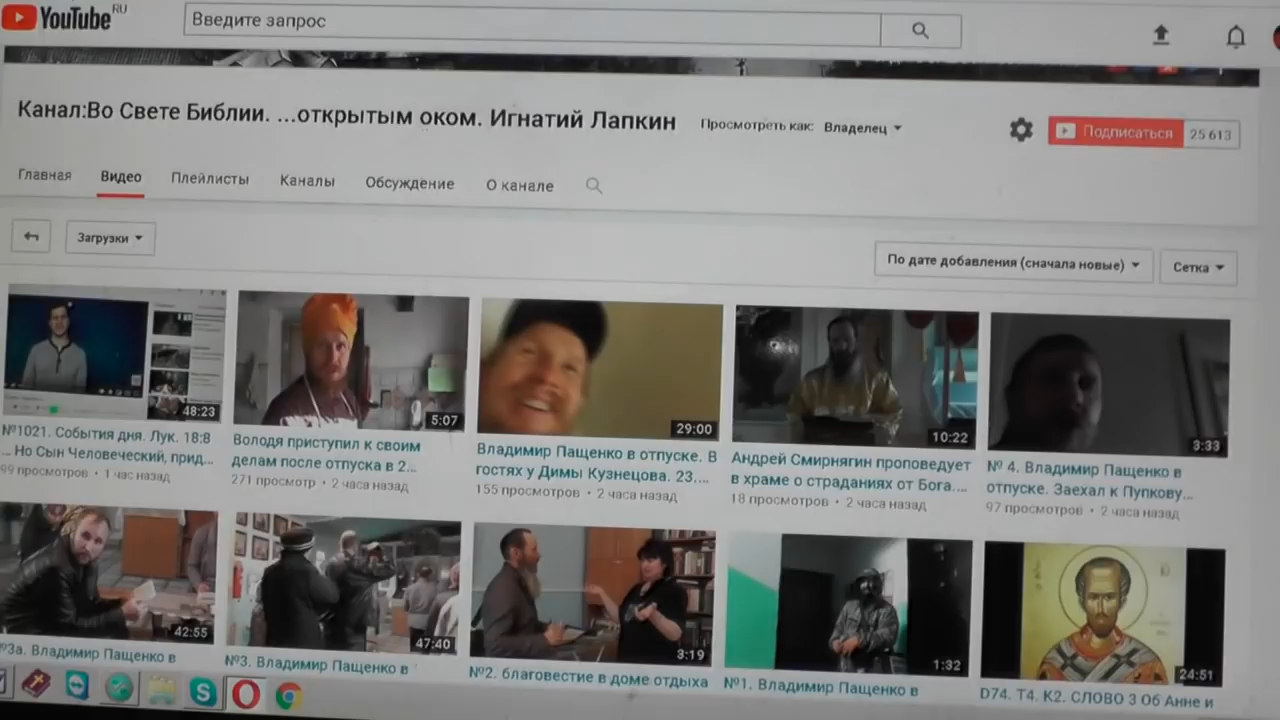 YouTube RU
Введите запрос
Канал:Во Свете Библии. ...открытым оком. Игнатий Лапкин
Просмотреть как: Владелец
Подписаться 25 613
Главная Видео Плейлисты Каналы Обсуждение О канале
Загрузки
По дате добавления (сначала новые)
Сетка
48:23
№1021. События дня. Лук. 18:8
... Но Сын Человеческий, прид...
99 просмотров • 1 час назад
5:07
Володя приступил к своим
делам после отпуска в 2...
271 просмотр • 2 часа назад
29:00
Владимир Пащенко в отпуске. В
гостях у Димы Кузнецова. 23....
155 просмотров • 2 часа назад
10:22
Андрей Смирнягин проповедует
в храме о страданиях от Бога....
18 просмотров • 2 часа назад
3:33
№ 4. Владимир Пащенко в
отпуске. Заехал к Пупкову...
97 просмотров • 2 часа назад
42:55
№3а. Владимир Пащенко в
47:40
№3. Владимир Пащенко в
3:19
№2. благовестие в доме отдыха
1:32
№1. Владимир Пащенко в
24:51
D74. Т4. К2. СЛОВО 3 Об Анне и